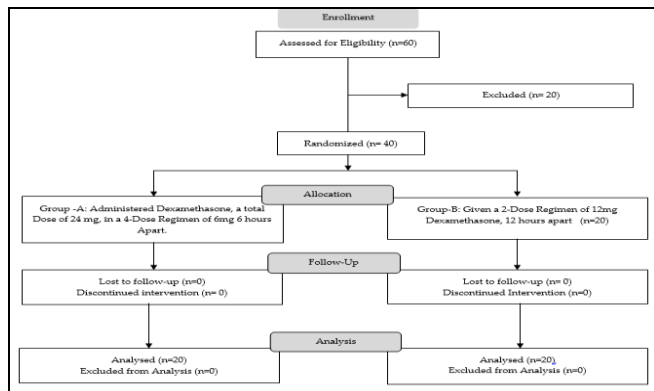 Enrollment
Assessed for Eligibility (n=60)
Excluded (n= 20)
Randomized (n= 40)
Allocation
Group -A: Administered Dexamethasone, a total
Dose of 24 mg, in a 4-Dose Regimen of 6mg 6 hours
Apart.
Group-B: Given a 2-Dose Regimen of 12mg
Dexamethasone, 12 hours apart (n=20)
Follow-Up
Lost to follow-up (n=0)
Discontinued intervention (n= 0)
Lost to follow-up (n= 0)
Discontinued Intervention (n=0)
Analysis
Analysed (n=20)
Excluded from Analysis (n=0)
Analysed (n=20).
Excluded from Analysis (n=0)